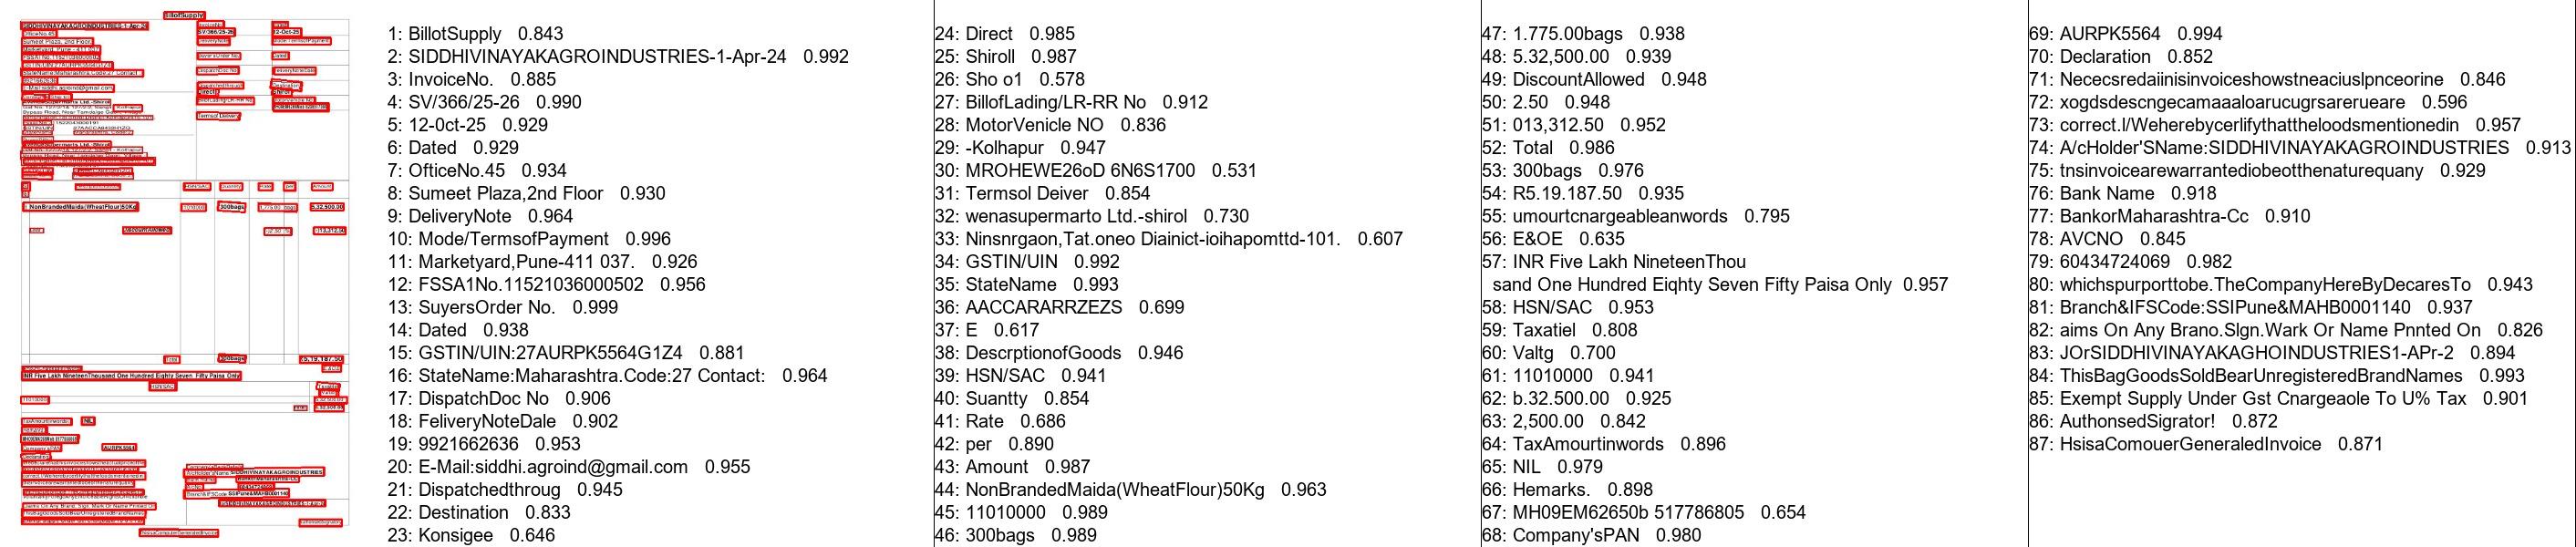 1: BillotSupply 0.843
2: SIDDHIVINAYAKAGROINDUSTRIES-1-Apr-24 0.992
3: InvoiceNo. 0.885
4: SV/366/25-26 0.990
5: 12-0ct-25 0.929
6: Dated 0.929
7: OfticeNo.45 0.934
8: Sumeet Plaza,2nd Floor 0.930
9: DeliveryNote 0.964
10: Mode/TermsofPayment 0.996
11: Marketyard,Pune-411 037. 0.926
12: FSSA1No.11521036000502 0.956
13: SuyersOrder No. 0.999
14: Dated 0.938
15: GSTIN/UIN:27AURPK5564G1Z4 0.881
16: StateName:Maharashtra.Code:27 Contact: 0.964
17: DispatchDoc No 0.906
18: FeliveryNoteDale 0.902
19: 9921662636 0.953
20: E-Mail:siddhi.agroind@gmail.com 0.955
21: Dispatchedthroug 0.945
22: Destination 0.833
23: Konsigee 0.646
24: Direct 0.985
25: Shiroll 0.987
26: Sho o1 0.578
27: BillofLading/LR-RR No 0.912
28: MotorVenicle NO 0.836
29: -Kolhapur 0.947
30: MROHEWE26oD 6N6S1700 0.531
31: Termsol Deiver 0.854
32: wenasupermarto Ltd.-shirol 0.730
33: Ninsnrgaon,Tat.oneo Diainict-ioihapomttd-101. 0.607
34: GSTIN/UIN 0.992
35: StateName 0.993
36: AACCARARRZEZS 0.699
37: E 0.617
38: DescrptionofGoods 0.946
39: HSN/SAC 0.941
40: Suantty 0.854
41: Rate 0.686
42: per 0.890
43: Amount 0.987
44: NonBrandedMaida(WheatFlour)50Kg 0.963
45: 11010000 0.989
46: 300bags 0.989
47: 1.775.00bags 0.938
48: 5.32,500.00 0.939
49: DiscountAllowed 0.948
50: 2.50 0.948
51: 013,312.50 0.952
52: Total 0.986
53: 300bags 0.976
54: R5.19.187.50 0.935
55: umourtcnargeableanwords 0.795
56: E&OE 0.635
57: INR Five Lakh NineteenThou
sand One Hundred Eiqhty Seven Fifty Paisa Only 0.957
58: HSN/SAC 0.953
59: Taxatiel 0.808
60: Valtg 0.700
61: 11010000 0.941
62: b.32.500.00 0.925
63: 2,500.00 0.842
64: TaxAmourtinwords 0.896
65: NIL 0.979
66: Hemarks. 0.898
67: MH09EM62650b 517786805 0.654
68: Company'sPAN 0.980
69: AURPK5564 0.994
70: Declaration 0.852
71: Nececsredaiinisinvoiceshowstneaciuslpnceorine 0.846
72: xogdsdescngecamaaaloarucugrsarerueare 0.596
73: correct.l/Weherebycerlifythattheloodsmentionedin 0.957
74: A/cHolder'SName:SIDDHIVINAYAKAGROINDUSTRIES 0.913
75: tnsinvoicearewarrantediobeotthenaturequany 0.929
76: Bank Name 0.918
77: BankorMaharashtra-Cc 0.910
78: AVCNO 0.845
79: 60434724069 0.982
80: whichspurporttobe.TheCompanyHereByDecaresTo 0.943
81: Branch&IFSCode:SSIPune&MAHB0001140 0.937
82: aims On Any Brano.Slgn.Wark Or Name Pnnted On 0.826
83: JOrSIDDHIVINAYAKAGHOINDUSTRIES1-APr-2 0.894
84: ThisBagGoodsSoldBearUnregisteredBrandNames 0.993
85: Exempt Supply Under Gst Cnargeaole To U% Tax 0.901
86: AuthonsedSigrator! 0.872
87: HsisaComouerGeneraledInvoice 0.871